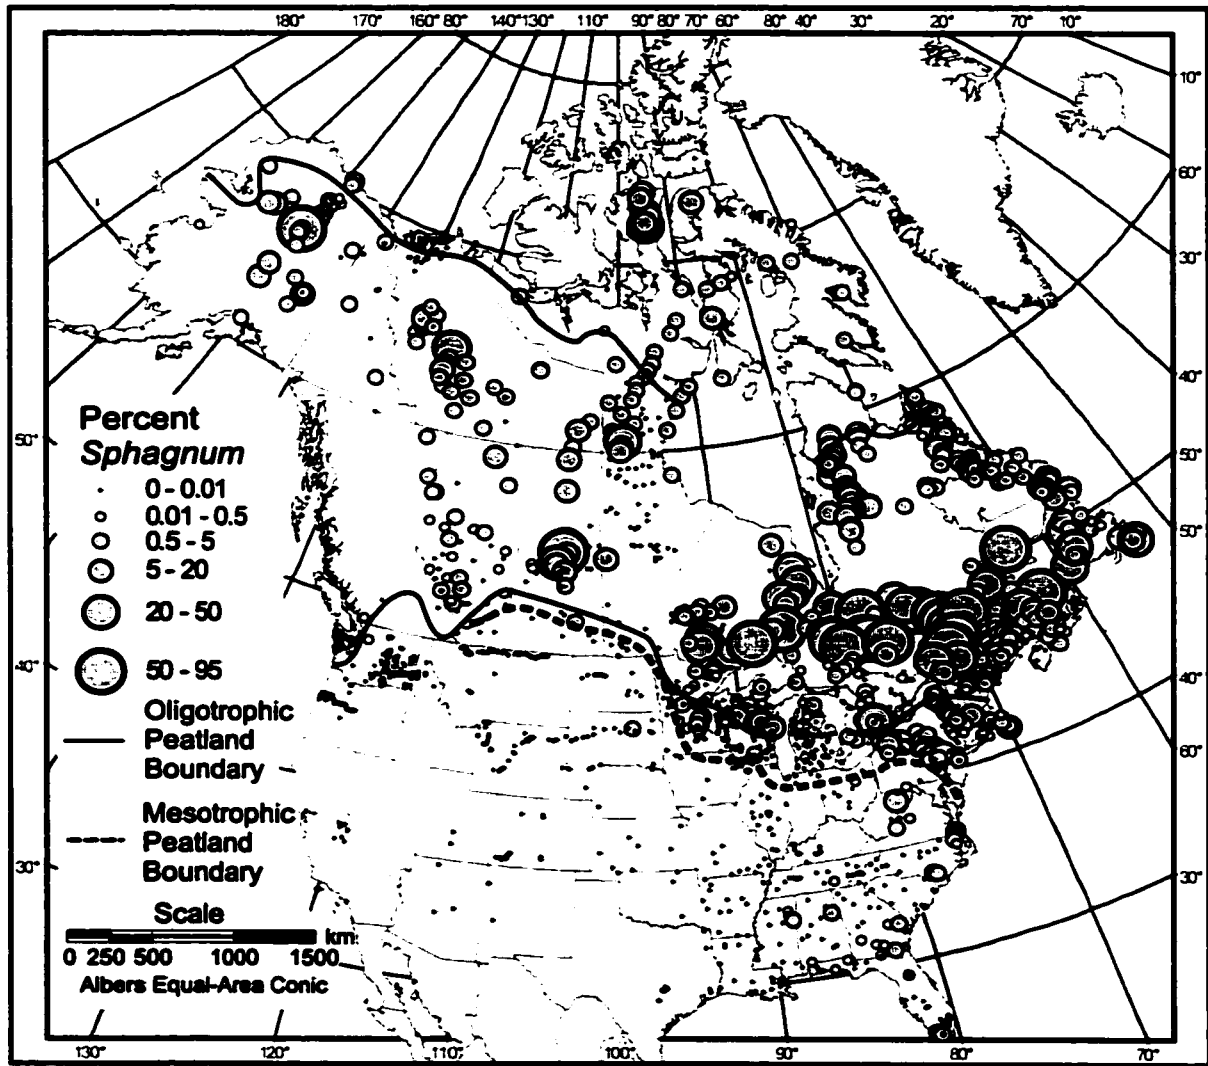 180° 170° 160° 80° 140° 130° 110° 90° 80° 70° 60° 50° 40° 30° 20° 70° 10°
10°
60°
30°
40°
50°
50°
50°
40°
40°
60°
30°
30°
Percent
Sphagnum
0 - 0.01
0.01 - 0.5
0.5 - 5
5 - 20
20 - 50
50 - 95
Oligotrophic
Peatland
Boundary
Mesotrophic
Peatland
Boundary
Scale
km
0 250 500 1000 1500
Albers Equal-Area Conic
130° 120° 110° 100° 90° 80° 70°